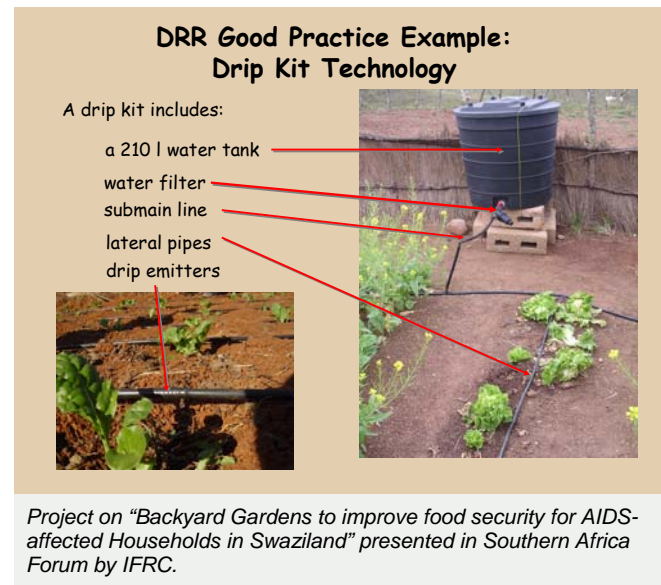 DRR Good Practice Example:
Drip Kit Technology
A drip kit includes:
a 210 l water tank
water filter
submain line
lateral pipes
drip emitters
Project on “Backyard Gardens to improve food security for AIDS-
affected Households in Swaziland” presented in Southern Africa
Forum by IFRC.